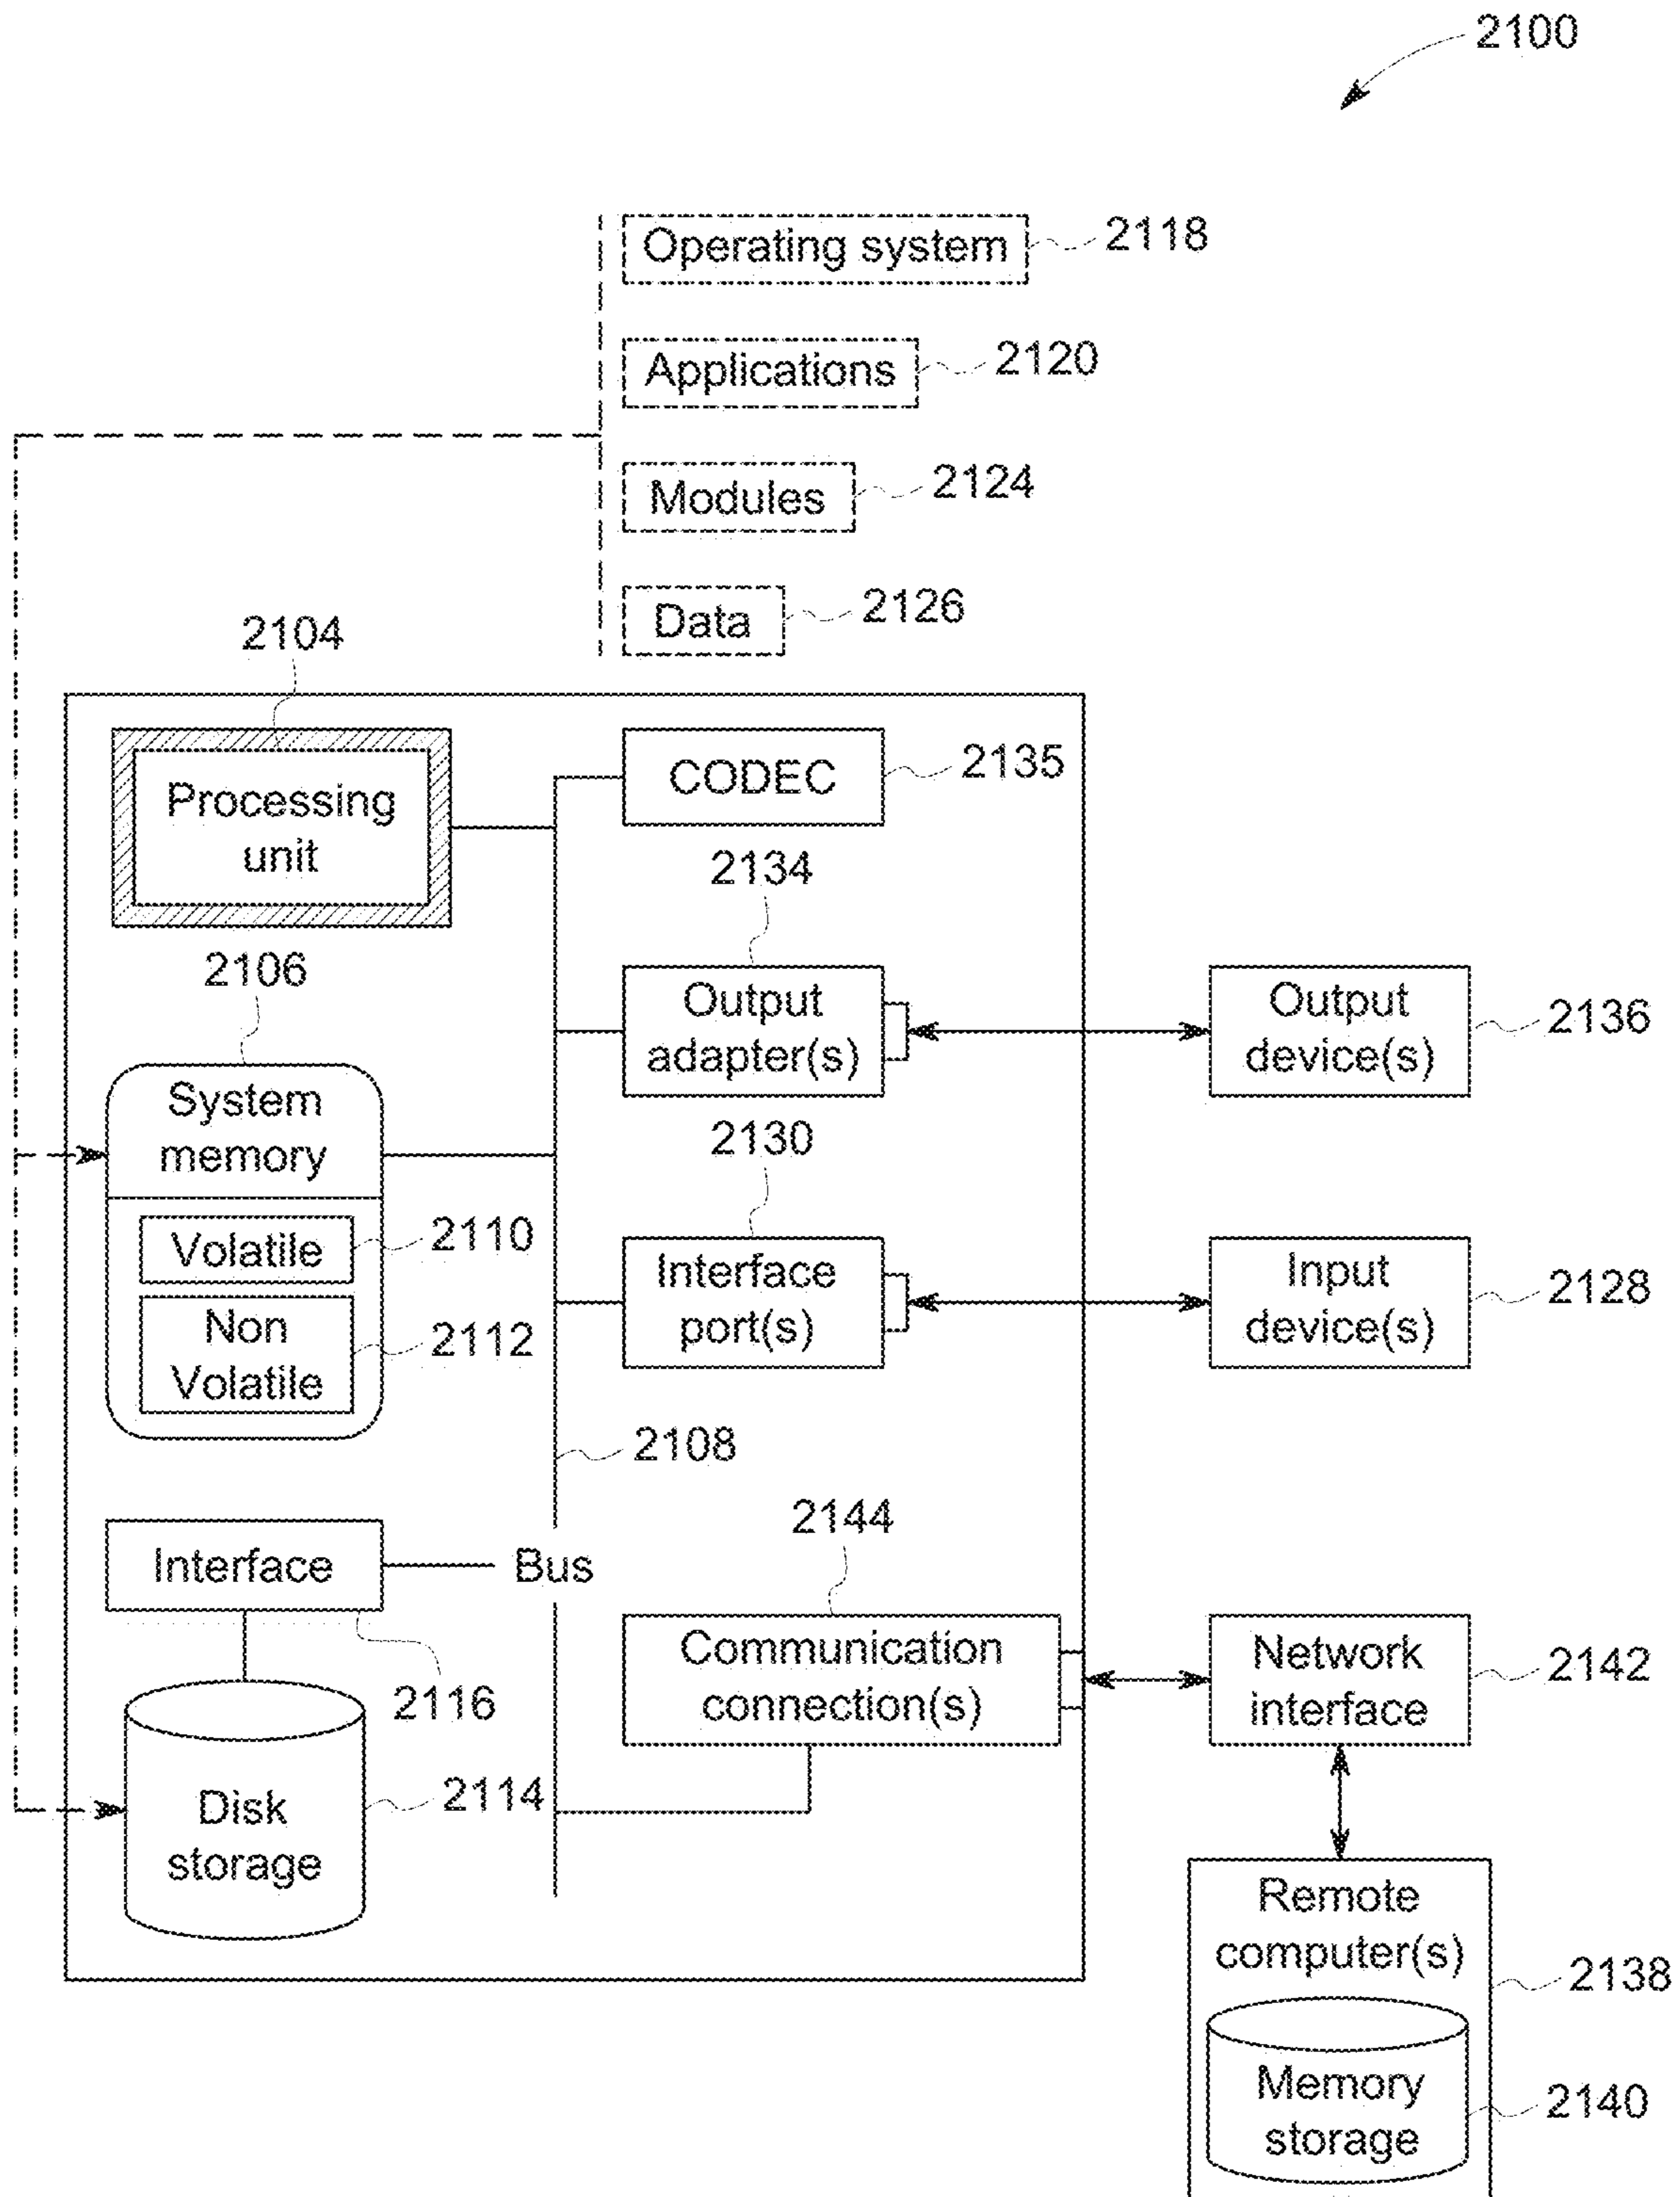 2100
Operating system
2118
Applications
2120
Modules
2124
Data
2126
2104
Processing
unit
CODEC
2135
2134
2106
Output
adapter(s)
Output
device(s)
2136
System
memory
2130
Volatile
2110
Interface
port(s)
Input
device(s)
2128
Non
Volatile
2112
2108
2144
Interface
Bus
Communication
connection(s)
Network
interface
2142
2116
Disk
storage
2114
Remote
computer(s)
2138
Memory
storage
2140